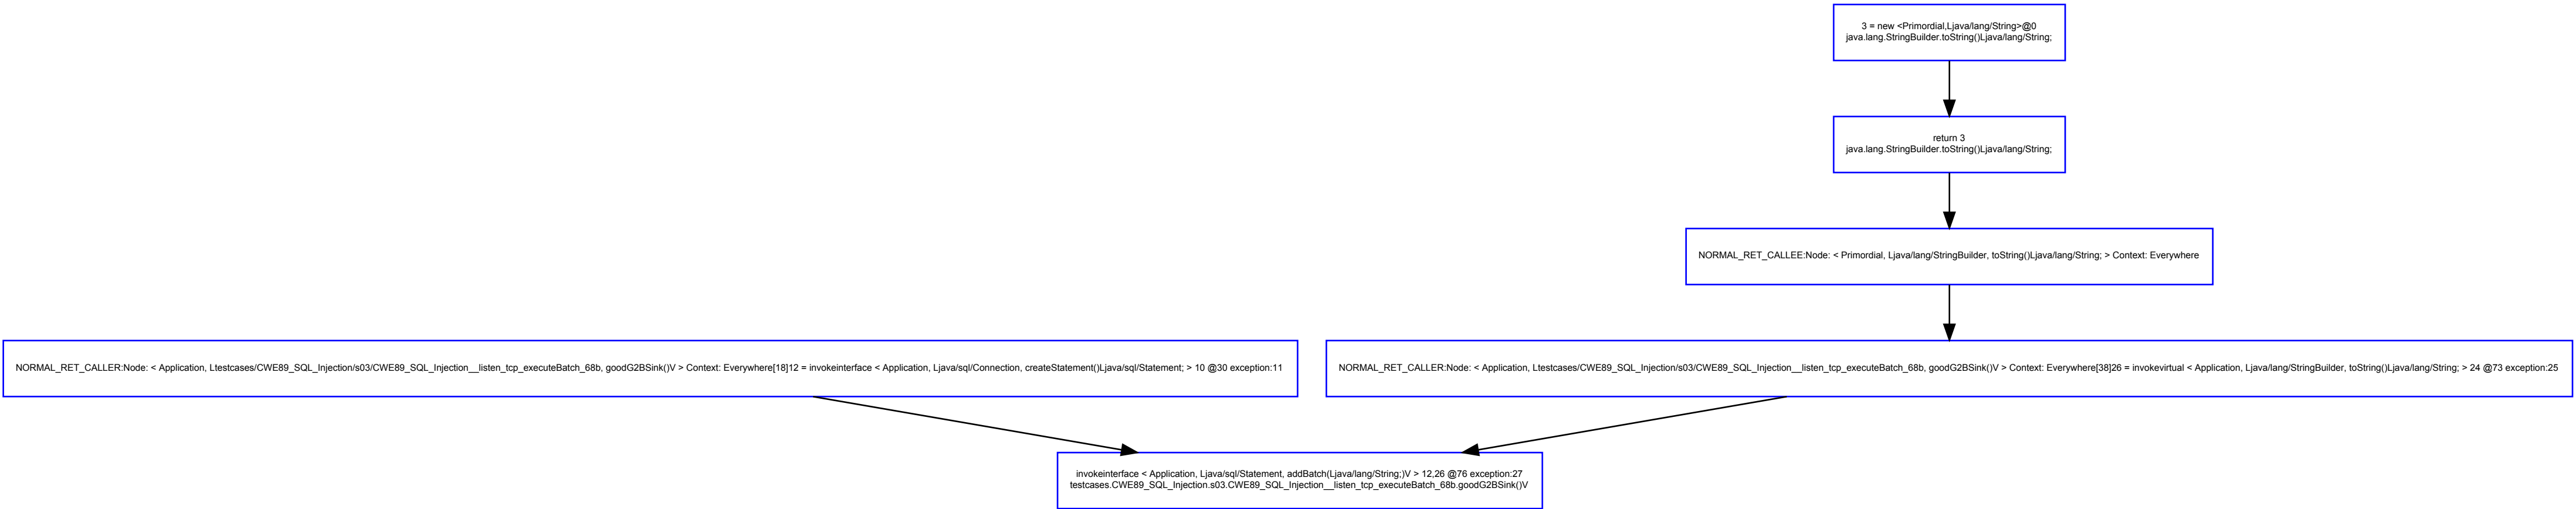 3 = new <Primordial,Ljava/lang/String>@0
java.lang.StringBuilder.toString()Ljava/lang/String;
return 3
java.lang.StringBuilder.toString()Ljava/lang/String;
NORMAL_RET_CALLEE:Node: < Primordial, Ljava/lang/StringBuilder, toString()Ljava/lang/String; > Context: Everywhere
NORMAL_RET_CALLER:Node: < Application, Ltestcases/CWE89_SQL_Injection/s03/CWE89_SQL_Injection__listen_tcp_executeBatch_68b, goodG2BSink()V > Context: Everywhere[18]12 = invokeinterface < Application, Ljava/sql/Connection, createStatement()Ljava/sql/Statement; > 10 @30 exception:11
NORMAL_RET_CALLER:Node: < Application, Ltestcases/CWE89_SQL_Injection/s03/CWE89_SQL_Injection__listen_tcp_executeBatch_68b, goodG2BSink()V > Context: Everywhere[38]26 = invokevirtual < Application, Ljava/lang/StringBuilder, toString()Ljava/lang/String; > 24 @73 exception:25
invokeinterface < Application, Ljava/sql/Statement, addBatch(Ljava/lang/String;)V > 12,26 @76 exception:27
testcases.CWE89_SQL_Injection.s03.CWE89_SQL_Injection__listen_tcp_executeBatch_68b.goodG2BSink()V